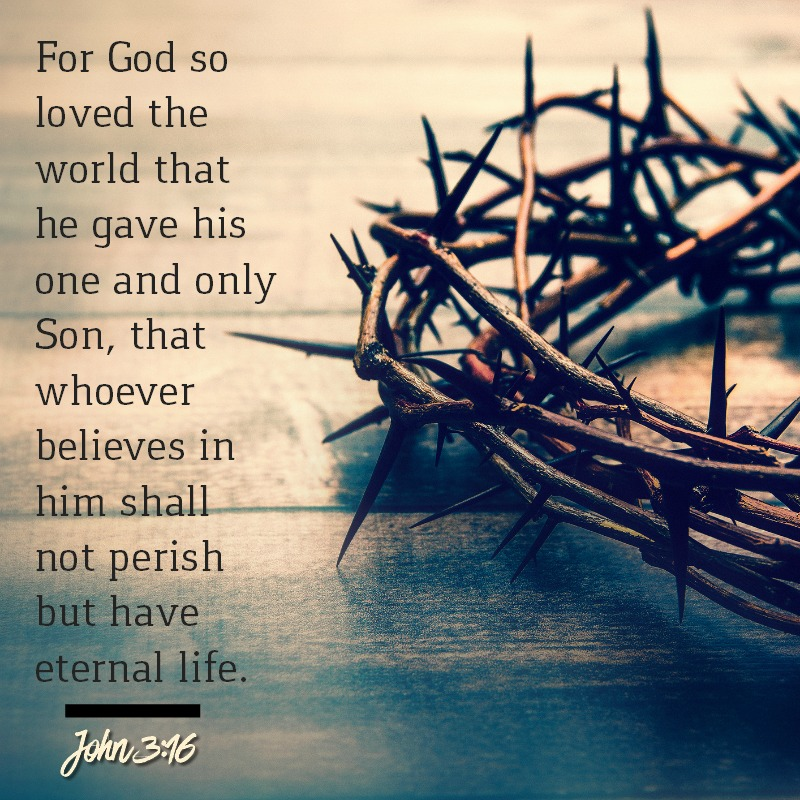 For God so
loved the
world that
he gave his
one and only
Son, that
whoever
believes in
him shall
not perish
but have
eternal life.
John 3:16